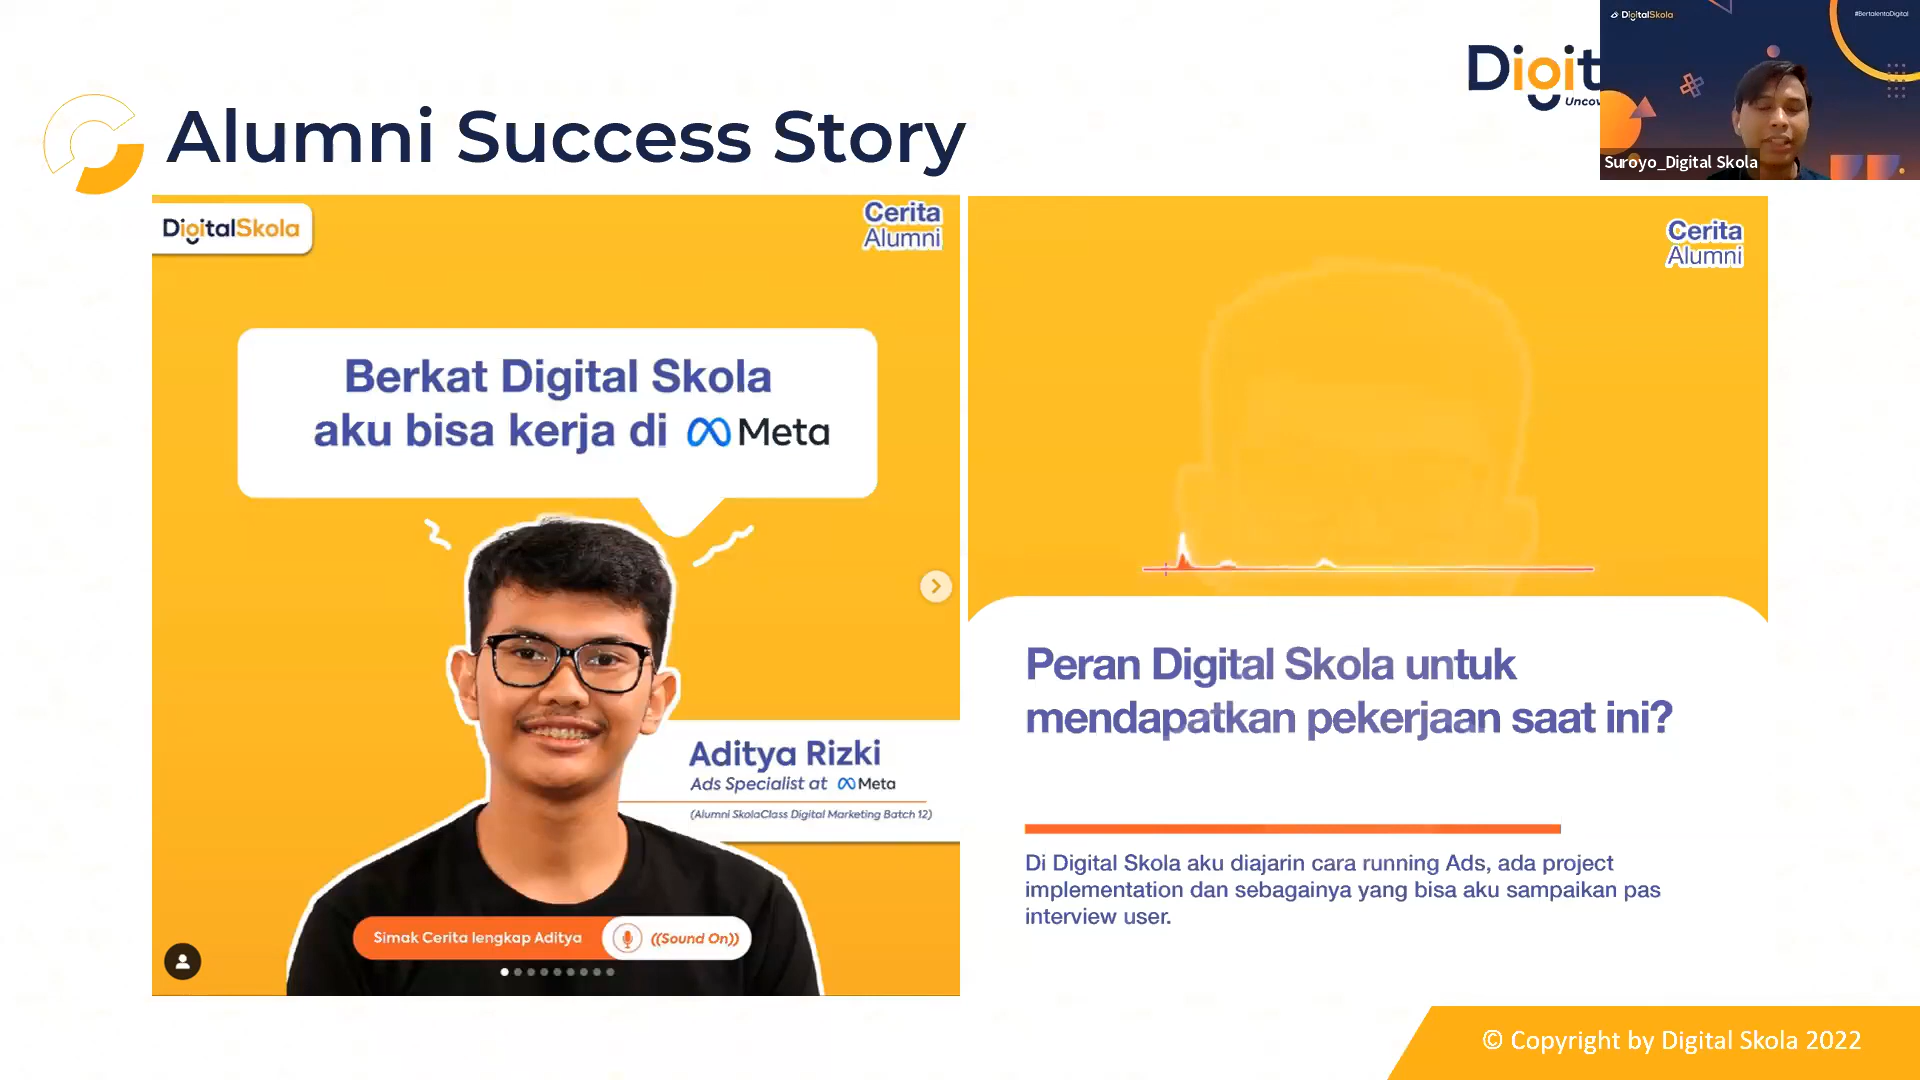 Alumni Success Story
DigitalSkola
#BertalentaDigital
Suroyo_Digital Skola
DigitalSkola
Cerita
Alumni
Berkat Digital Skola
aku bisa kerja di Meta
Aditya Rizki
Ads Specialist at Meta
(Alumni SkolaClass Digital Marketing Batch 12)
Simak Cerita lengkap Aditya
((Sound On))
Cerita
Alumni
Peran Digital Skola untuk
mendapatkan pekerjaan saat ini?
Di Digital Skola aku diajarin cara running Ads, ada project
implementation dan sebagainya yang bisa aku sampaikan pas
interview user.
© Copyright by Digital Skola 2022